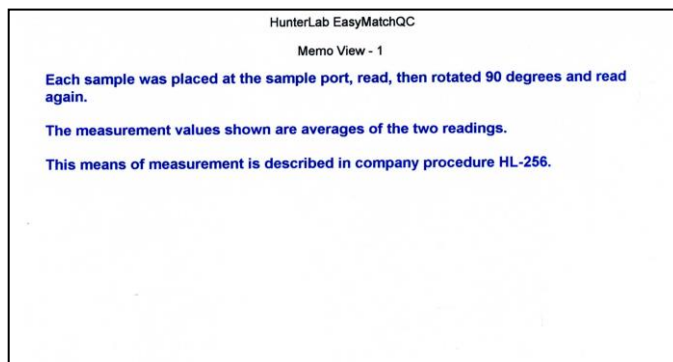 HunterLab EasyMatchQC
Memo View - 1
Each sample was placed at the sample port, read, then rotated 90 degrees and read
again.
The measurement values shown are averages of the two readings.
This means of measurement is described in company procedure HL-256.